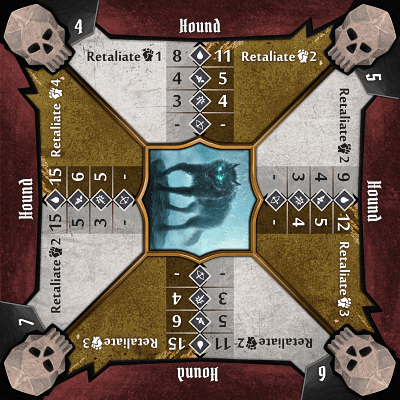 4
Hound
Retaliate 1 8 11 Retaliate 2
4 5
3 4
- -
5
Hound
Retaliate 2 9 12 Retaliate 3
4 5
3 4
- -
6
Hound
Retaliate 2 11 15 Retaliate 3
5 6
3 4
- -
7
Hound
Retaliate 2 15 15 Retaliate 4
5 6
3 5
- -